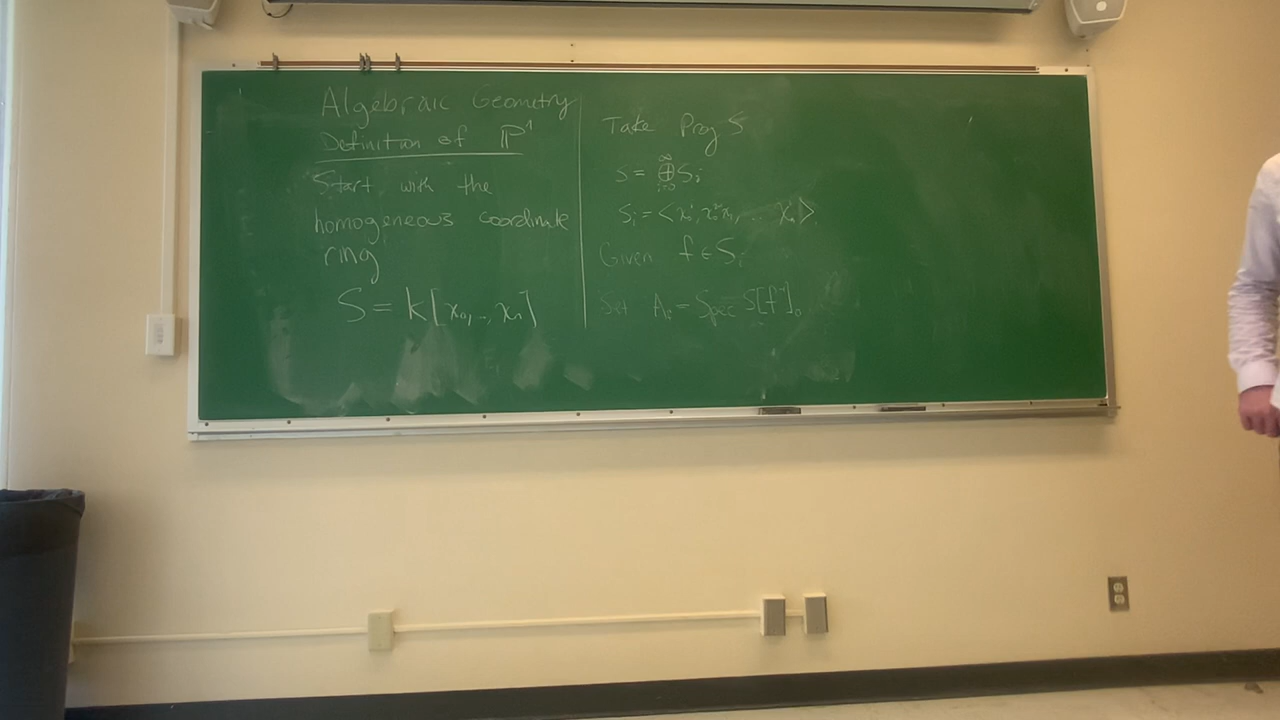 Algebraic Geometry
Definition of ℙ¹
Start with the
homogeneous coordinate
ring
S = k[x₀,..,xₙ]
Take Proj S
S = ⊕_{i=0}^{∞} Sᵢ
Given f ∈ Sᵢ
Set = Spec S[f⁻¹]₀